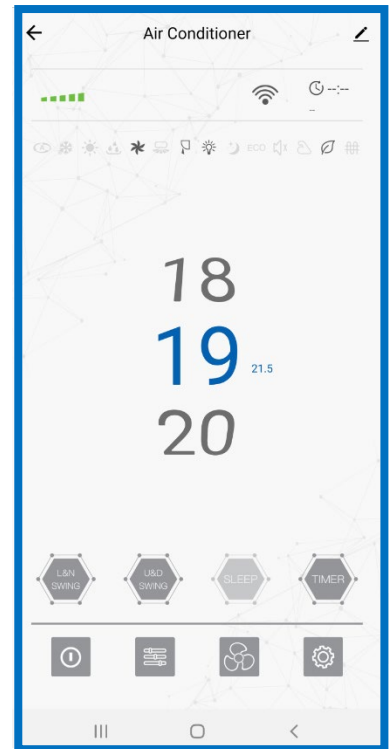 Air Conditioner
--:--
–
ECO
18
19 21.5
20
L&N SWING
U&D SWING
SLEEP
TIMER